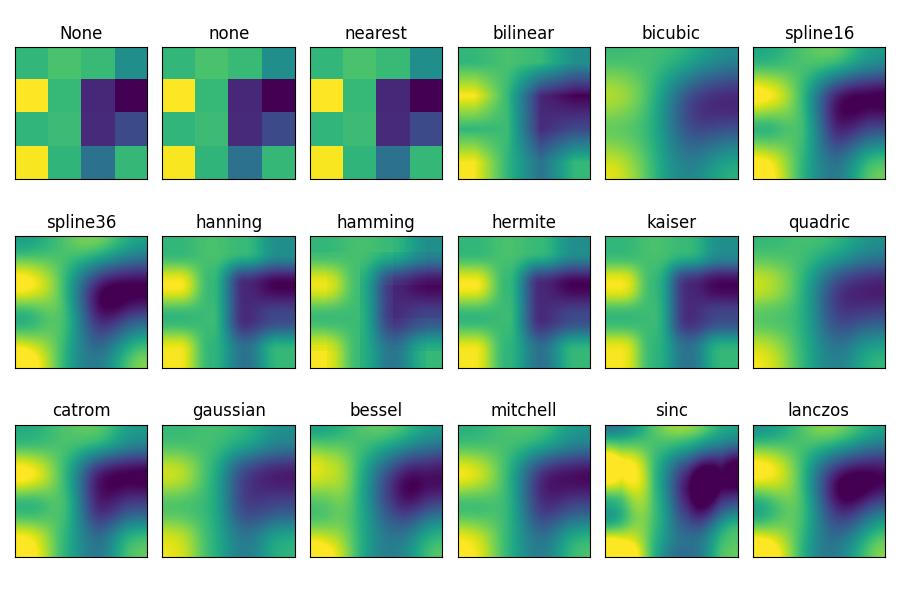 None none nearest bilinear bicubic spline16
spline36 hanning hamming hermite kaiser quadric
catrom gaussian bessel mitchell sinc lanczos